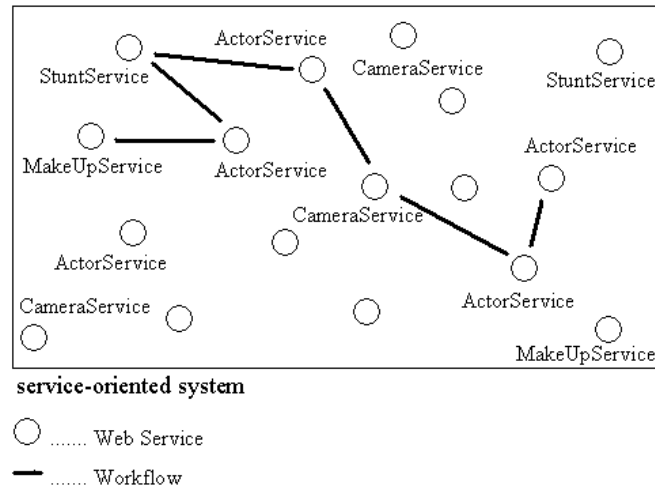 ActorService
StuntService
CameraService
StuntService
MakeUpService
ActorService
ActorService
CameraService
ActorService
ActorService
CameraService
MakeUpService
service-oriented system
....... Web Service
....... Workflow